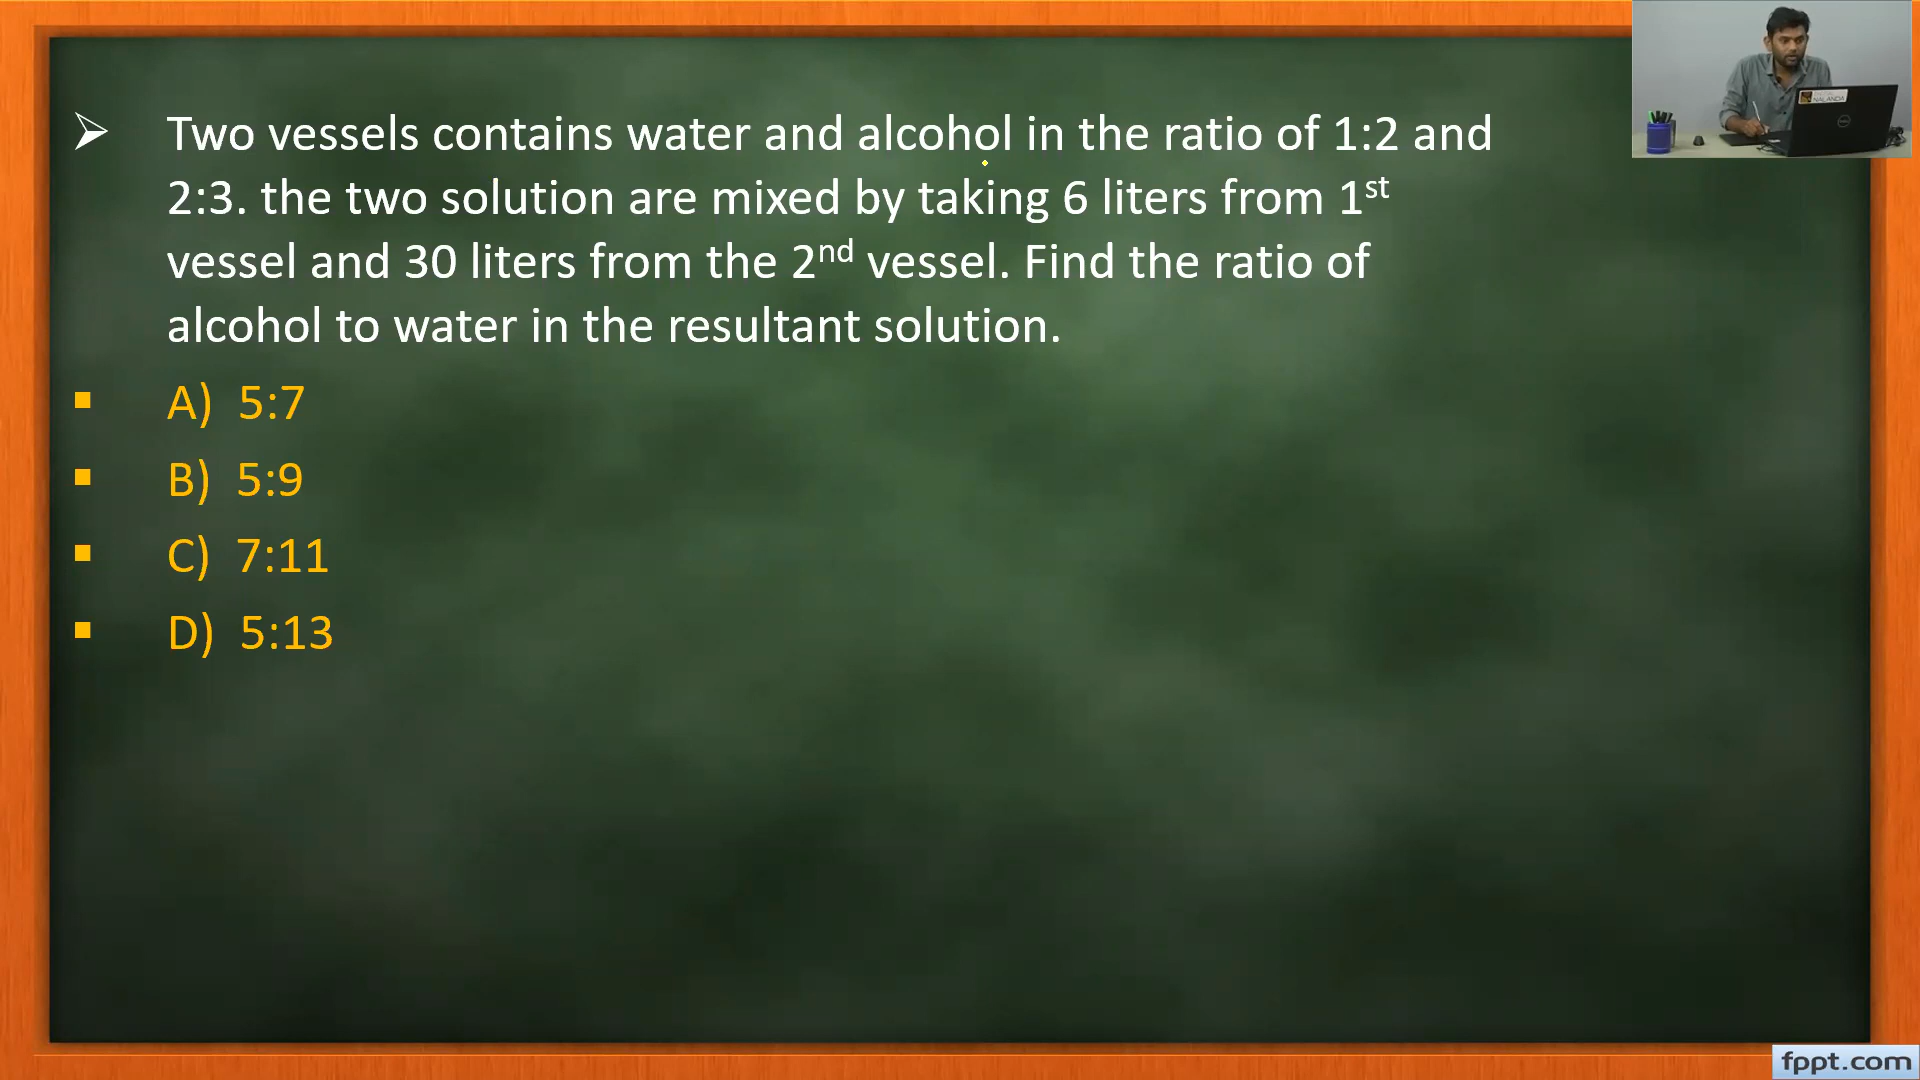 Two vessels contains water and alcohol in the ratio of 1:2 and
2:3. the two solution are mixed by taking 6 liters from 1st
vessel and 30 liters from the 2nd vessel. Find the ratio of
alcohol to water in the resultant solution.
A) 5:7
B) 5:9
C) 7:11
D) 5:13
NALANDA
DELL
fppt.com